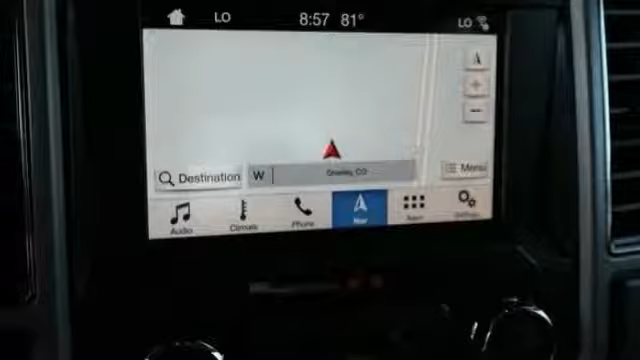 LO 8:57 81° LO
Destination W Greeley, CO Menu
Audio Climate Phone Nav Apps Settings